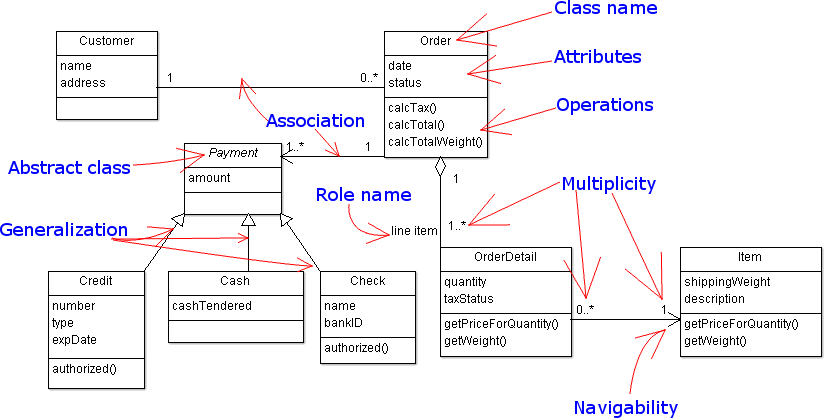 Class name
Customer
Order
name
address
date
status
Attributes
1
0..*
calcTax()
calcTotal()
calcTotalWeight()
Operations
Association
Payment
1..*
1
Abstract class
amount
1
Role name
Multiplicity
Generalization
line item
1..*
OrderDetail
Item
Credit
Cash
Check
quantity
taxStatus
shippingWeight
description
number
type
expDate
cashTendered
name
bankID
0..*
1
getPriceForQuantity()
getWeight()
getPriceForQuantity()
getWeight()
authorized()
authorized()
Navigability